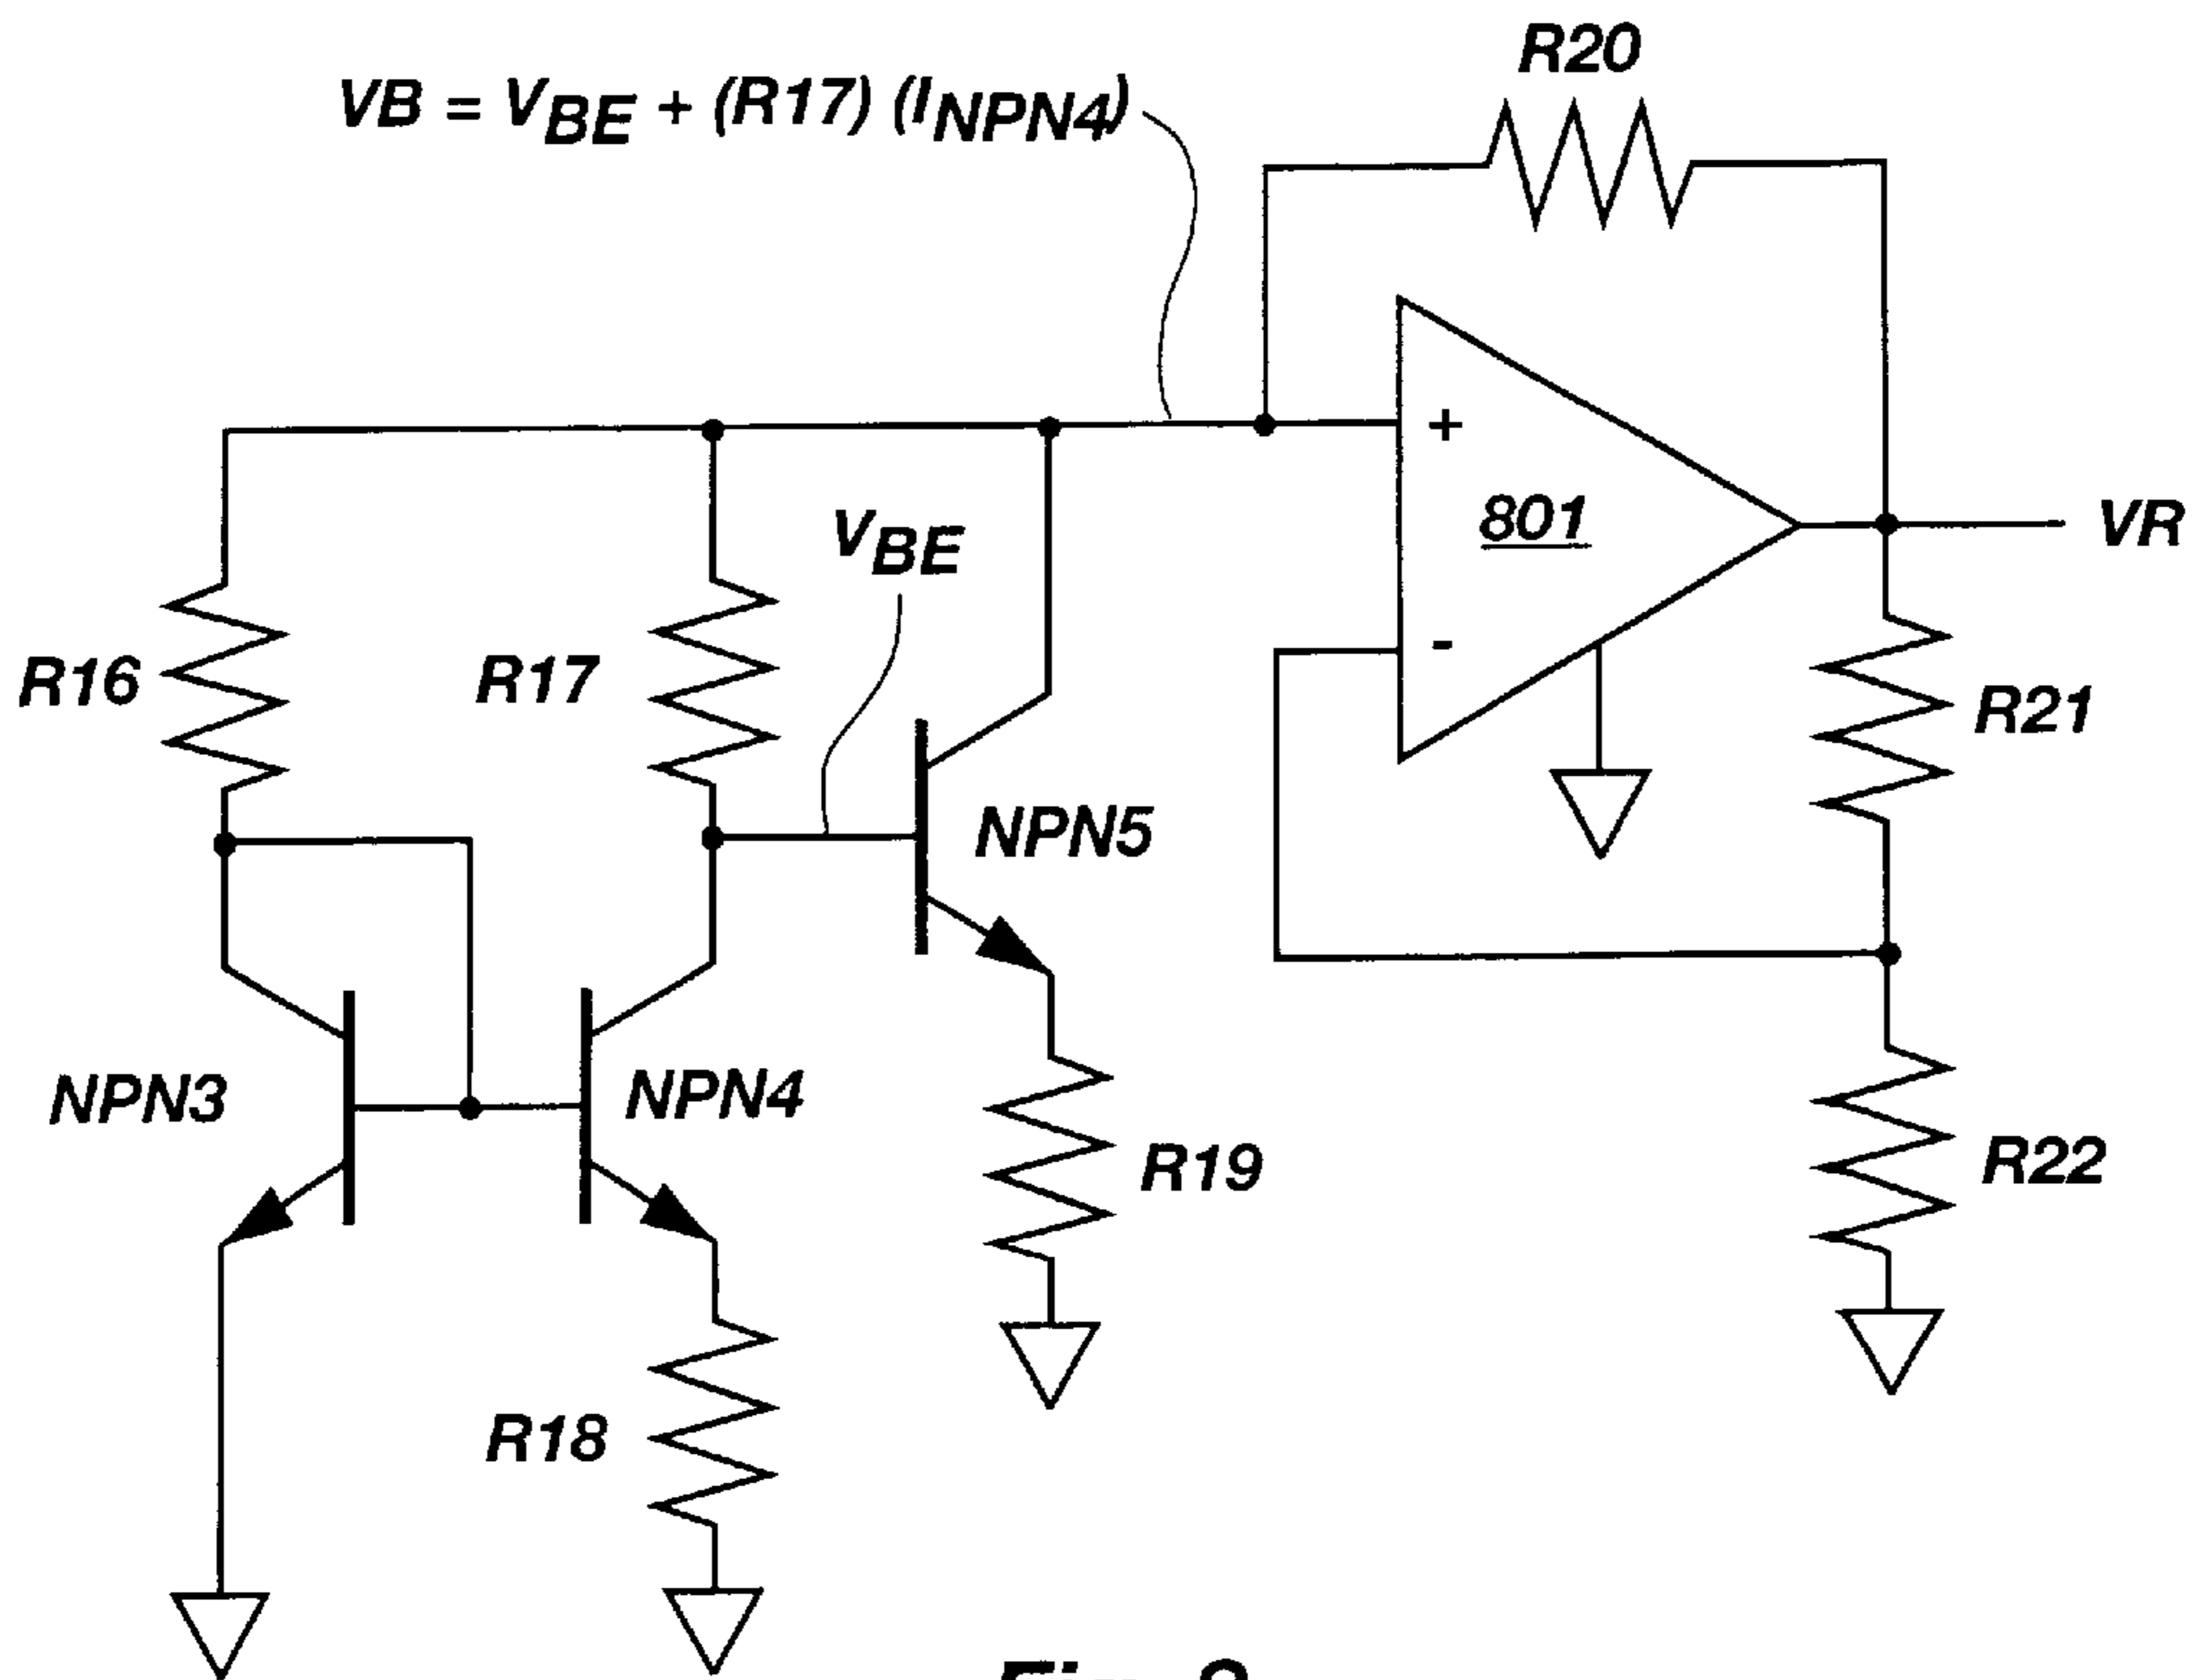 R20
VB = VBE + (R17) (INPN4)
+
801
VR
VBE
-
R16
R17
R21
NPN5
NPN3
NPN4
R19
R22
R18